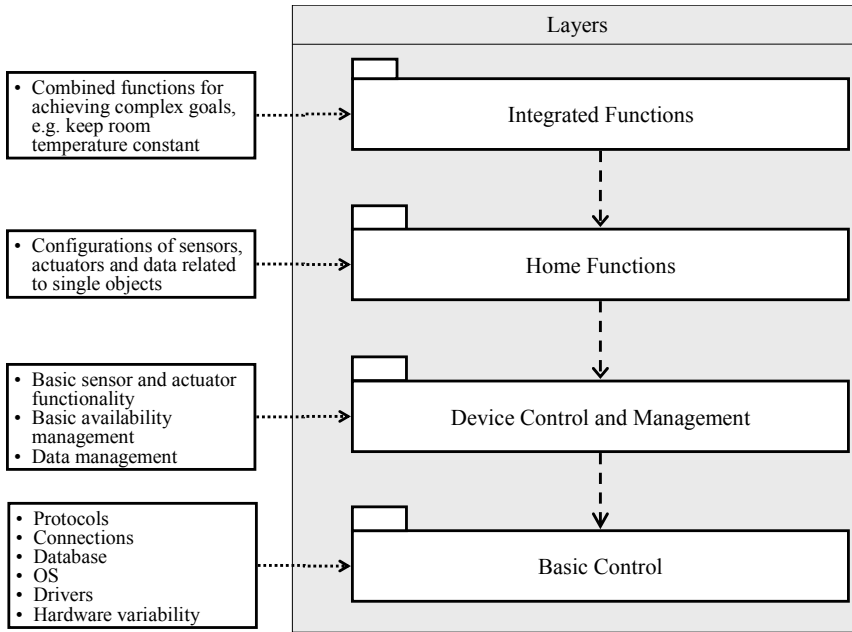 Layers
• Combined functions for
achieving complex goals,
e.g. keep room
temperature constant
Integrated Functions
• Configurations of sensors,
actuators and data related
to single objects
Home Functions
• Basic sensor and actuator
functionality
• Basic availability
management
• Data management
Device Control and Management
• Protocols
• Connections
• Database
• OS
• Drivers
• Hardware variability
Basic Control